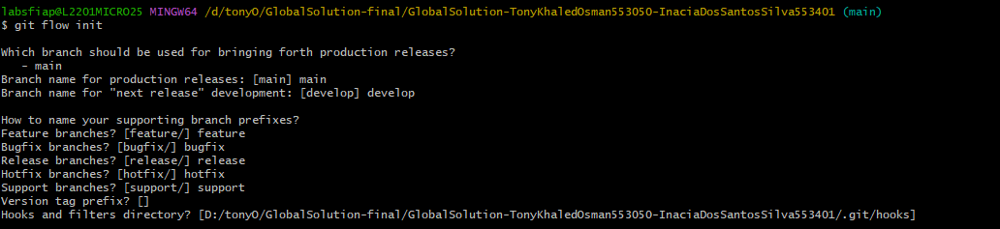 labsfiap@L2201MICRO25 MINGW64 /d/tonyO/GlobalSolution-final/GlobalSolution-TonyKhaledOsman553050-InaciaDosSantosSilva553401 (main)
$ git flow init
Which branch should be used for bringing forth production releases?
- main
Branch name for production releases: [main] main
Branch name for "next release" development: [develop] develop
How to name your supporting branch prefixes?
Feature branches? [feature/] feature
Bugfix branches? [bugfix/] bugfix
Release branches? [release/] release
Hotfix branches? [hotfix/] hotfix
Support branches? [support/] support
Version tag prefix? []
Hooks and filters directory? [D:/tonyO/GlobalSolution-final/GlobalSolution-TonyKhaledOsman553050-InaciaDosSantosSilva553401/.git/hooks]